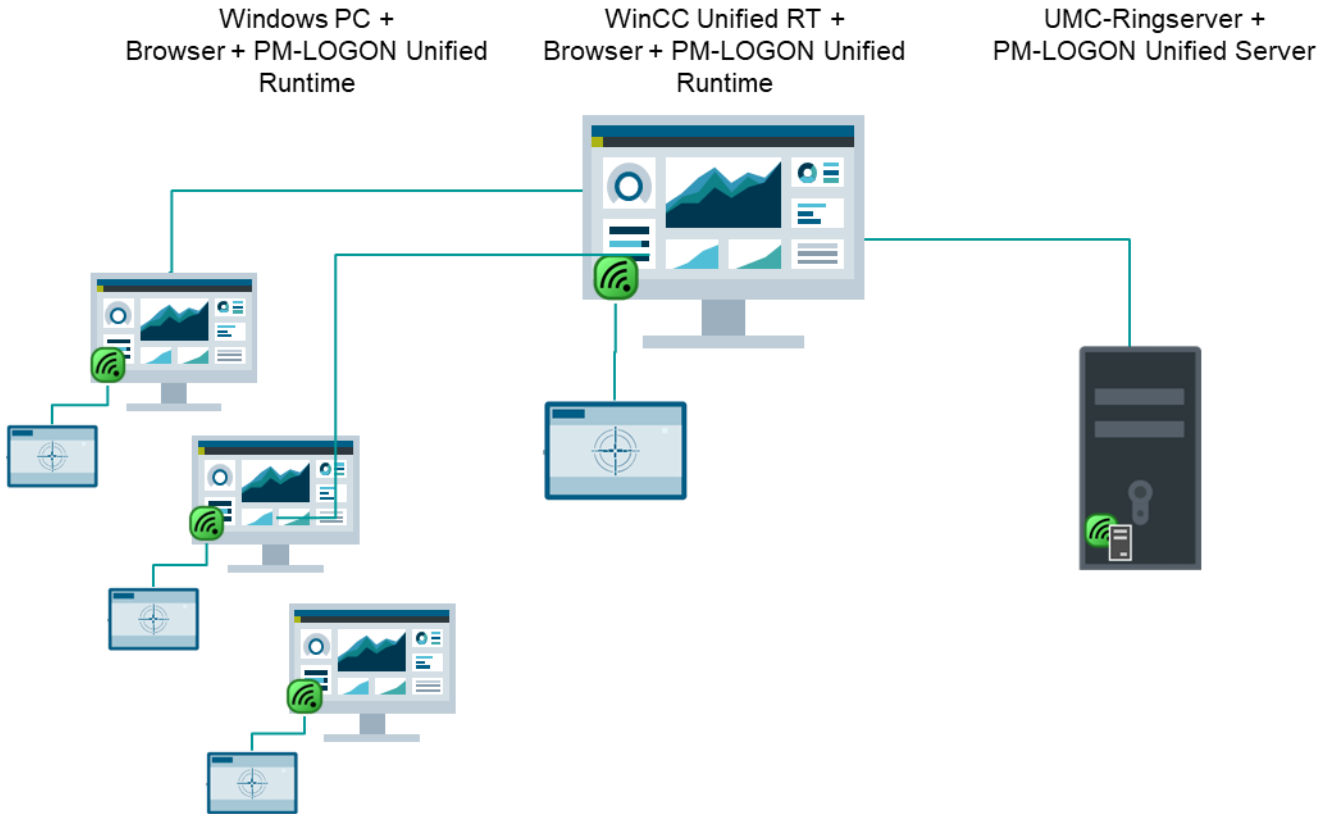 Windows PC +
Browser + PM-LOGON Unified
Runtime
WinCC Unified RT +
Browser + PM-LOGON Unified
Runtime
UMC-Ringserver +
PM-LOGON Unified Server